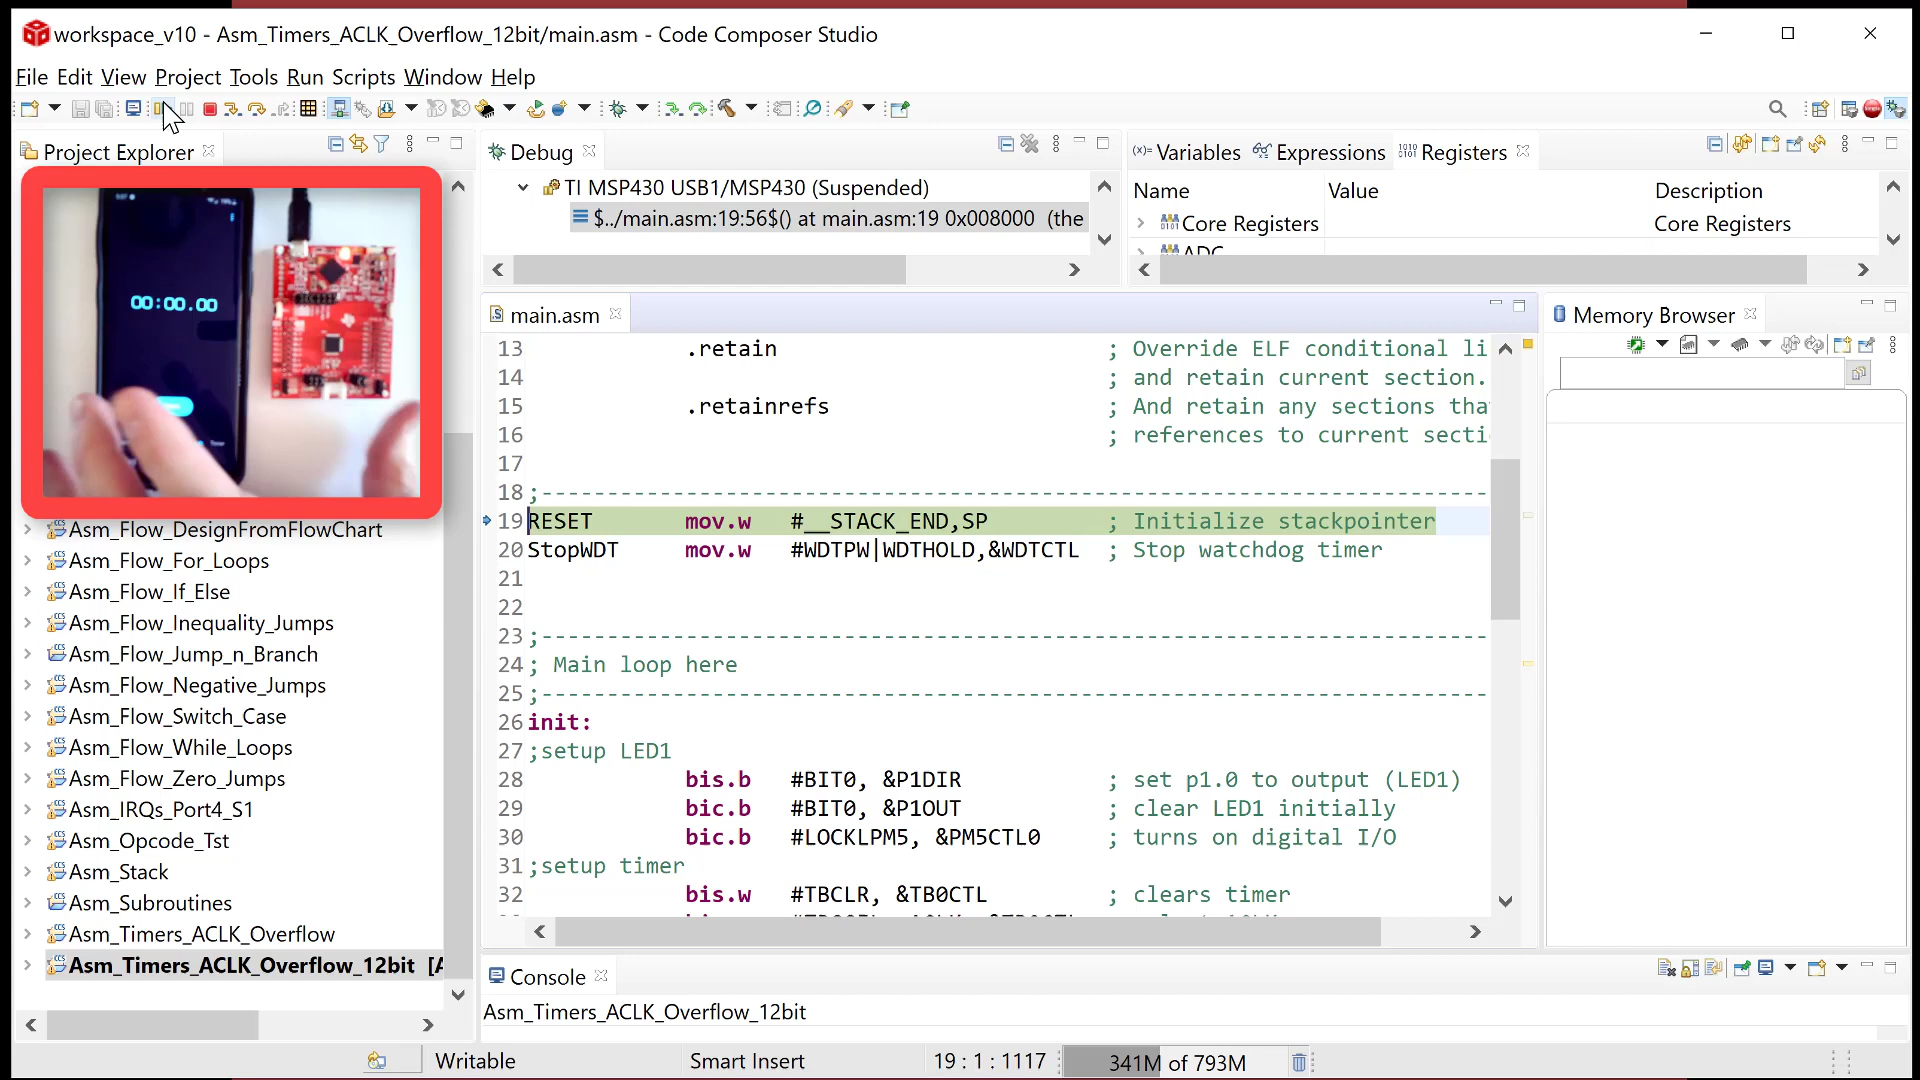 workspace_v10 - Asm_Timers_ACLK_Overflow_12bit/main.asm - Code Composer Studio
File Edit View Project Tools Run Scripts Window Help
Project Explorer
00:00.00
Asm_Flow_DesignFromFlowChart
Asm_Flow_For_Loops
Asm_Flow_If_Else
Asm_Flow_Inequality_Jumps
Asm_Flow_Jump_n_Branch
Asm_Flow_Negative_Jumps
Asm_Flow_Switch_Case
Asm_Flow_While_Loops
Asm_Flow_Zero_Jumps
Asm_IRQs_Port4_S1
Asm_Opcode_Tst
Asm_Stack
Asm_Subroutines
Asm_Timers_ACLK_Overflow
Asm_Timers_ACLK_Overflow_12bit [A
Debug
TI MSP430 USB1/MSP430 (Suspended)
$../main.asm:19:56$() at main.asm:19 0x008000 (the
(x)= Variables Expressions Registers
Name Value Description
Core Registers Core Registers
ADC
main.asm
13 .retain ; Override ELF conditional li
14 ; and retain current section.
15 .retainrefs ; And retain any sections tha
16 ; references to current secti
17
18 ;-------------------------------------------------------------------------
19 RESET mov.w #__STACK_END,SP ; Initialize stackpointer
20 StopWDT mov.w #WDTPW|WDTHOLD,&WDTCTL ; Stop watchdog timer
21
22
23 ;-------------------------------------------------------------------------
24 ; Main loop here
25 ;-------------------------------------------------------------------------
26 init:
27 ;setup LED1
28 bis.b #BIT0, &P1DIR ; set p1.0 to output (LED1)
29 bic.b #BIT0, &P1OUT ; clear LED1 initially
30 bic.b #LOCKLPM5, &PM5CTL0 ; turns on digital I/O
31 ;setup timer
32 bis.w #TBCLR, &TB0CTL ; clears timer
Memory Browser
Console
Asm_Timers_ACLK_Overflow_12bit
Writable Smart Insert 19 : 1 : 1117 341M of 793M